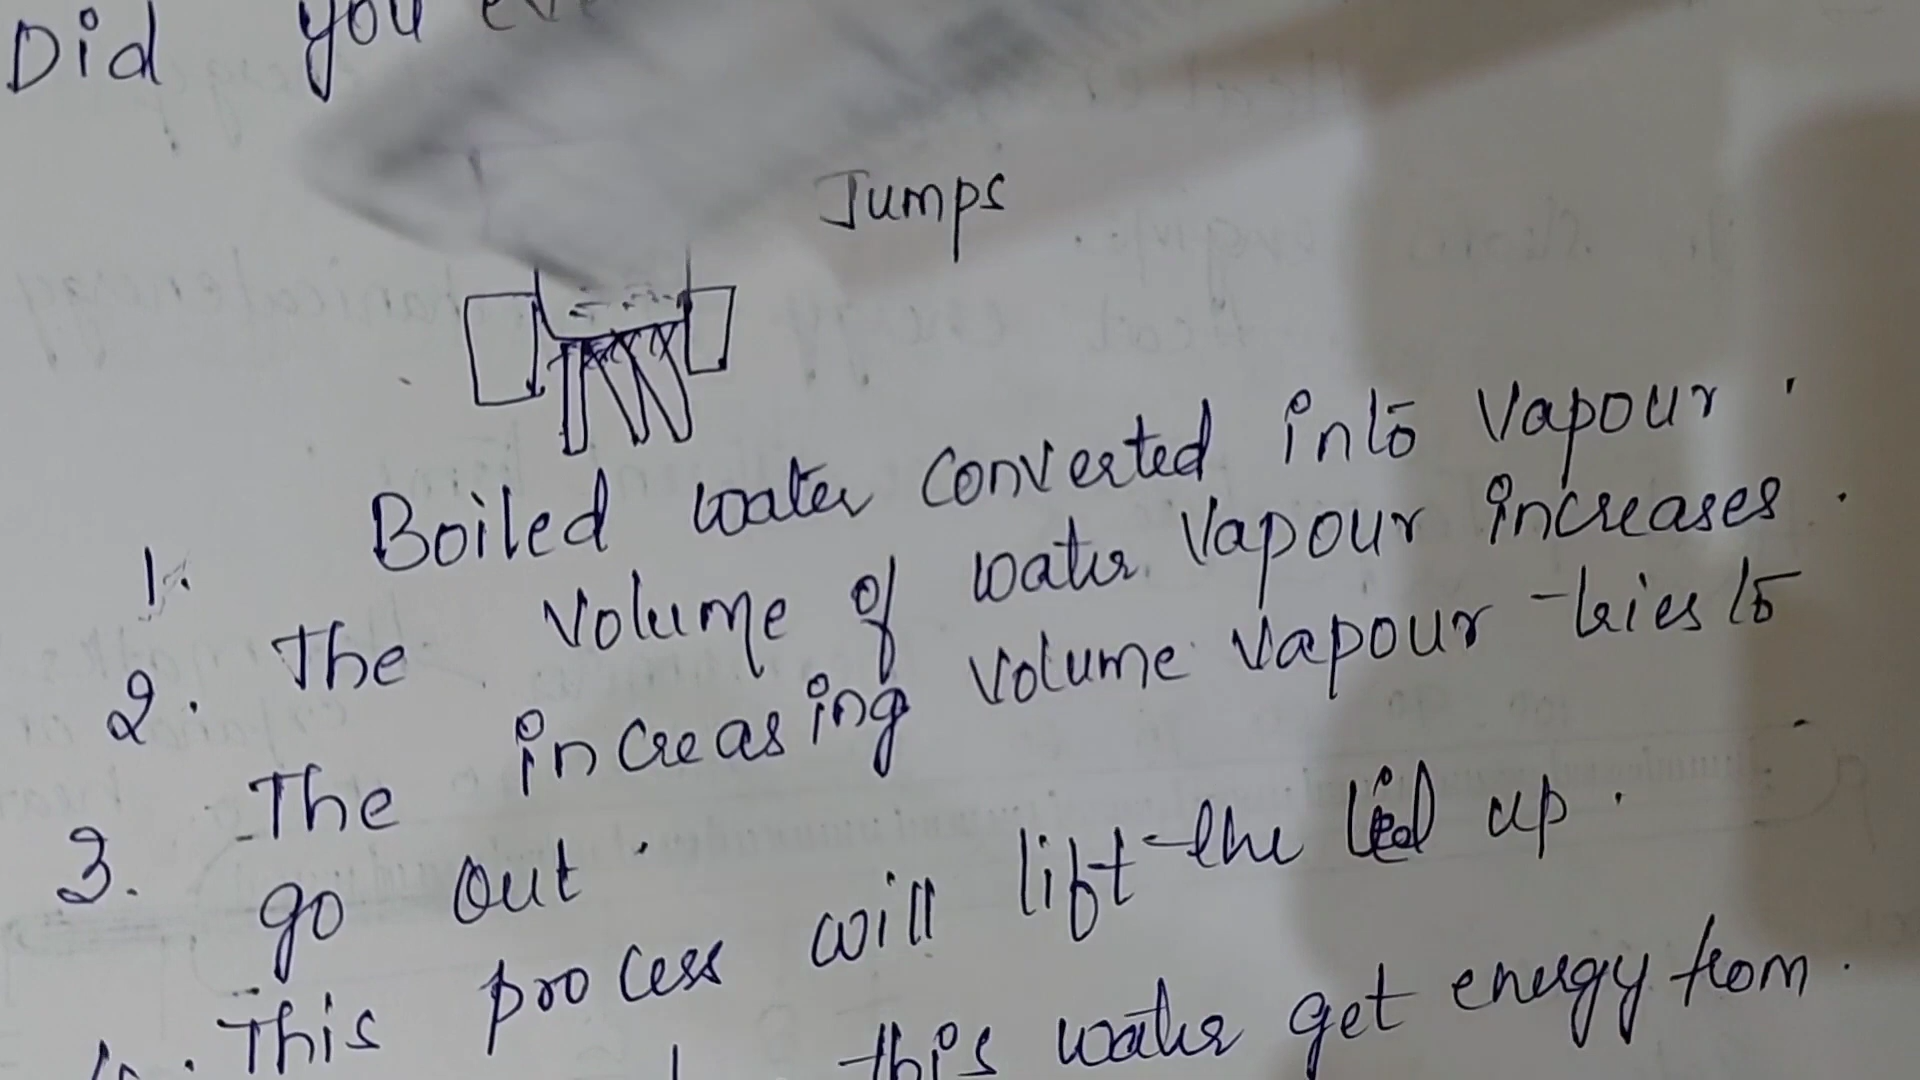 Did you
Jumps
1. Boiled water converted into vapour.
2. The volume of water vapour increases.
3. The increasing volume vapour tries to
go out.
This process will lift the lid up.
this water get energy from